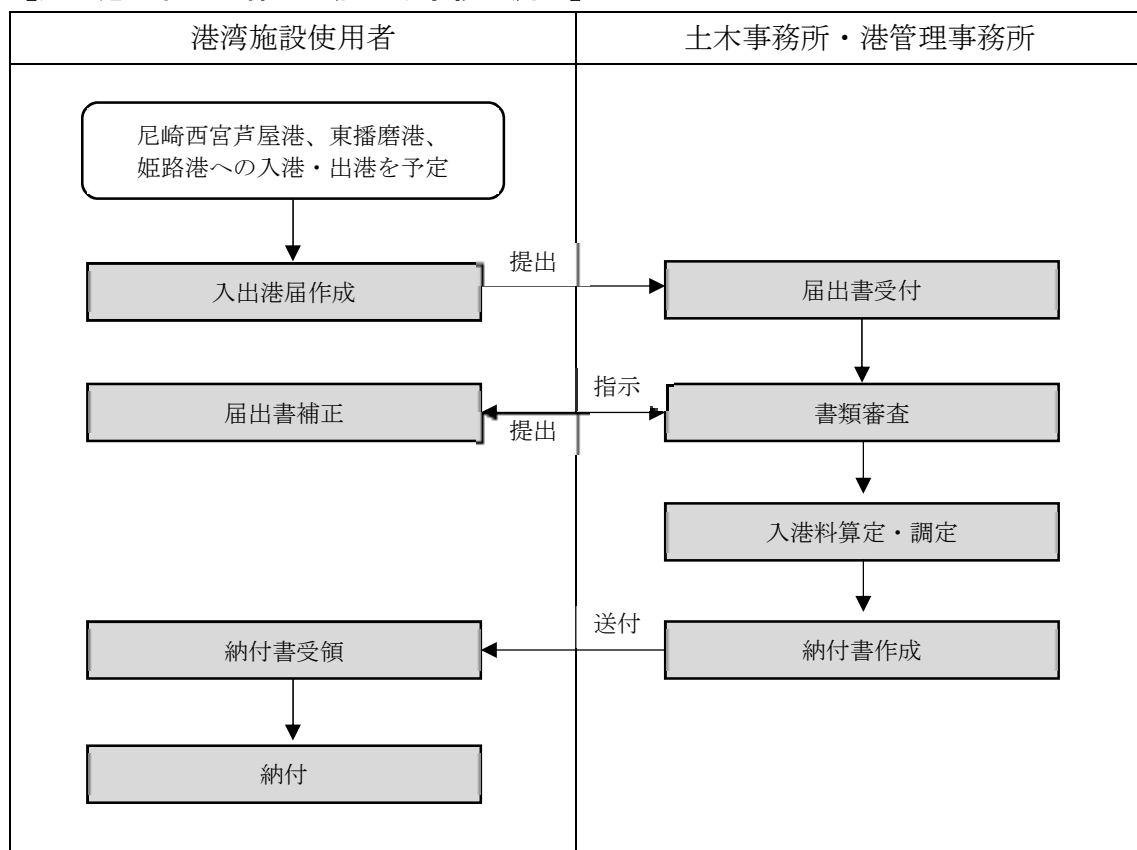 港湾施設使用者
土木事務所・港管理事務所
尼崎西宮芦屋港、東播磨港、
姫路港への入港・出港を予定
入出港届作成
提出
届出書受付
届出書補正
指示
提出
書類審査
入港料算定・調定
納付書受領
送付
納付書作成
納付